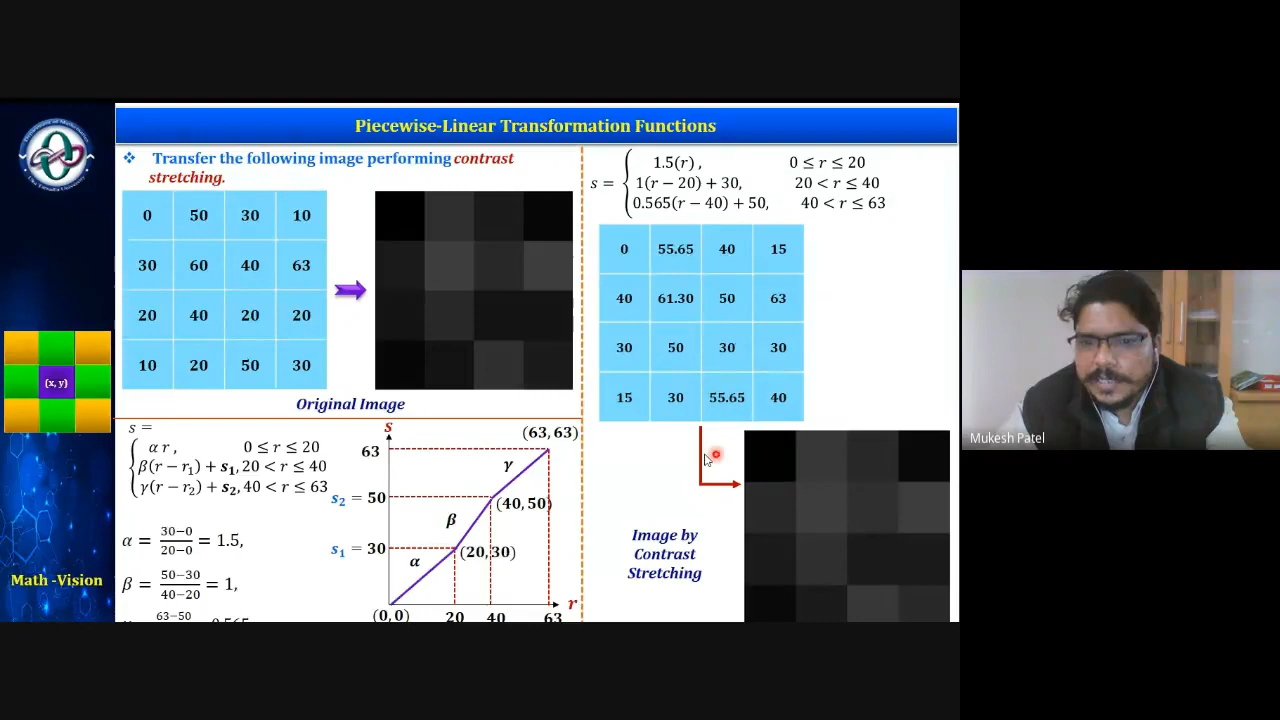 Piecewise-Linear Transformation Functions
❖ Transfer the following image performing contrast
stretching.
0 50 30 10
30 60 40 63
20 40 20 20
10 20 50 30
Original Image
s =
α r , 0 ≤ r ≤ 20
β(r − r₁) + s₁, 20 < r ≤ 40
γ(r − r₂) + s₂, 40 < r ≤ 63
α = (30−0)/(20−0) = 1.5,
β = (50−30)/(40−20) = 1,
63−50
s
(63, 63)
63
γ
s₂ = 50
(40, 50)
β
s₁ = 30
(20, 30)
α
(0, 0) 20 40 63 r
s =
1.5(r) , 0 ≤ r ≤ 20
1(r − 20) + 30, 20 < r ≤ 40
0.565(r − 40) + 50, 40 < r ≤ 63
0 55.65 40 15
40 61.30 50 63
30 50 30 30
15 30 55.65 40
Image by
Contrast
Stretching
(x, y)
Math -Vision
Mukesh Patel